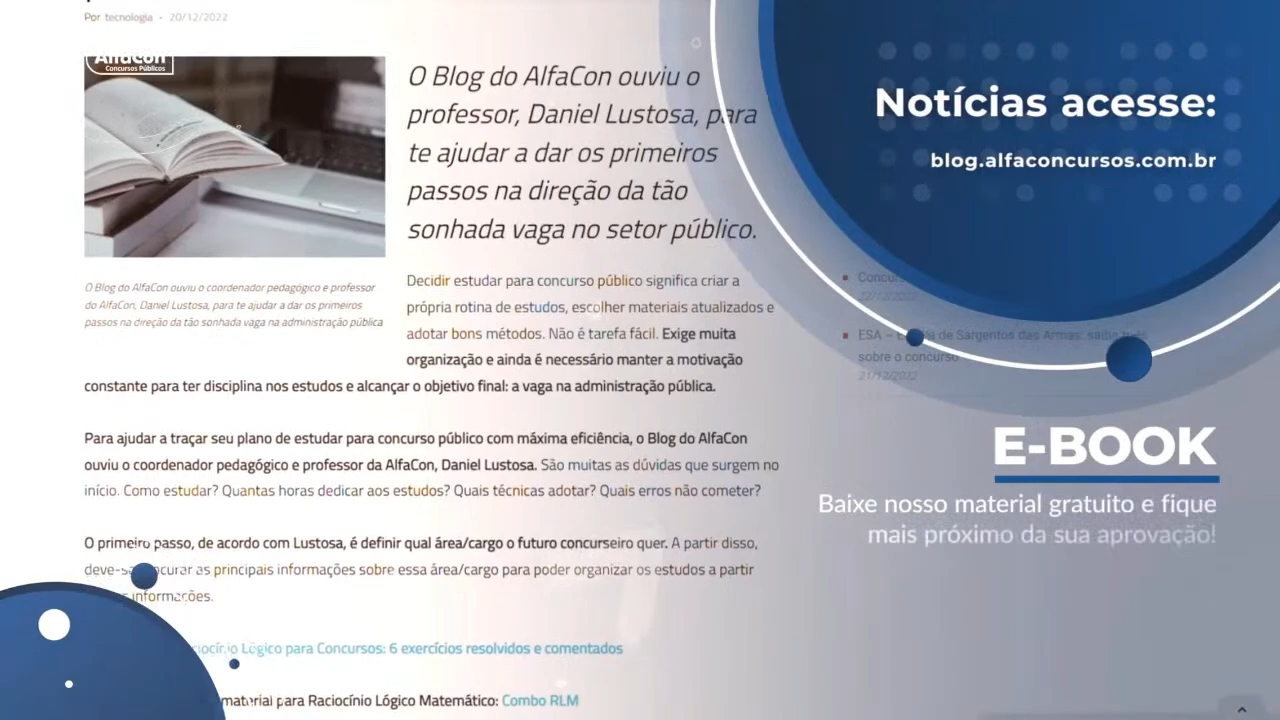 Por tecnologia - 20/12/2022
AlfaCon
Concursos Públicos
O Blog do AlfaCon ouviu o
professor, Daniel Lustosa, para
te ajudar a dar os primeiros
passos na direção da tão
sonhada vaga no setor público.
O Blog do AlfaCon ouviu o coordenador pedagógico e professor
do AlfaCon, Daniel Lustosa, para te ajudar a dar os primeiros
passos na direção da tão sonhada vaga na administração pública
Decidir estudar para concurso público significa criar a
própria rotina de estudos, escolher materiais atualizados e
adotar bons métodos. Não é tarefa fácil. Exige muita
organização e ainda é necessário manter a motivação
constante para ter disciplina nos estudos e alcançar o objetivo final: a vaga na administração pública.
Para ajudar a traçar seu plano de estudar para concurso público com máxima eficiência, o Blog do AlfaCon
ouviu o coordenador pedagógico e professor da AlfaCon, Daniel Lustosa. São muitas as dúvidas que surgem no
início. Como estudar? Quantas horas dedicar aos estudos? Quais técnicas adotar? Quais erros não cometer?
O primeiro passo, de acordo com Lustosa, é definir qual área/cargo o futuro concurseiro quer. A partir disso,
as principais informações sobre essa área/cargo para poder organizar os estudos a partir
informações.
Lógico para Concursos: 6 exercícios resolvidos e comentados
material para Raciocínio Lógico Matemático: Combo RLM
Notícias acesse:
blog.alfaconcursos.com.br
22/12/2022
ESA – de Sargentos das Armas: saiba tudo
sobre o concurso
21/12/2022
E-BOOK
Baixe nosso material gratuito e fique
mais próximo da sua aprovação!